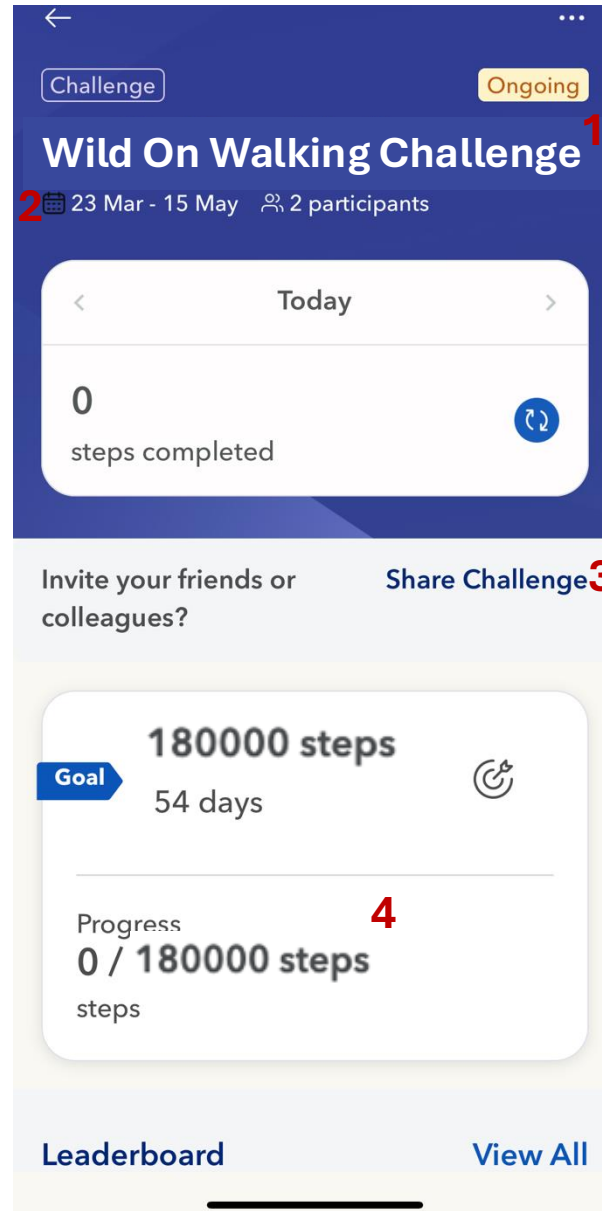 Challenge
Ongoing
Wild On Walking Challenge 1
2 23 Mar - 15 May 2 participants
Today
0
steps completed
Invite your friends or
colleagues?
Share Challenge 3
180000 steps
Goal
54 days
4
Progress
0 / 180000 steps
steps
Leaderboard
View All